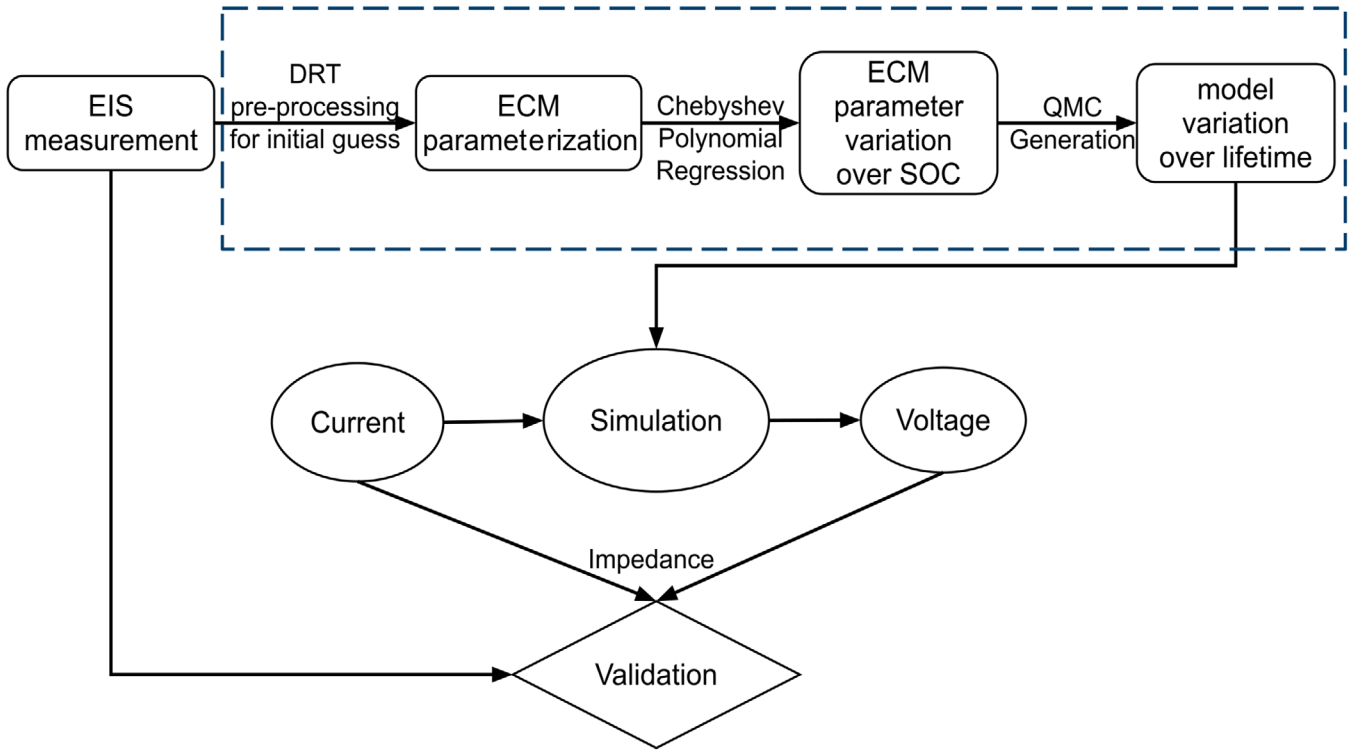 EIS
measurement
DRT
pre-processing
for initial guess
ECM
parameterization
Chebyshev
Polynomial
Regression
ECM
parameter
variation
over SOC
QMC
Generation
model
variation
over lifetime
Current
Simulation
Voltage
Impedance
Validation